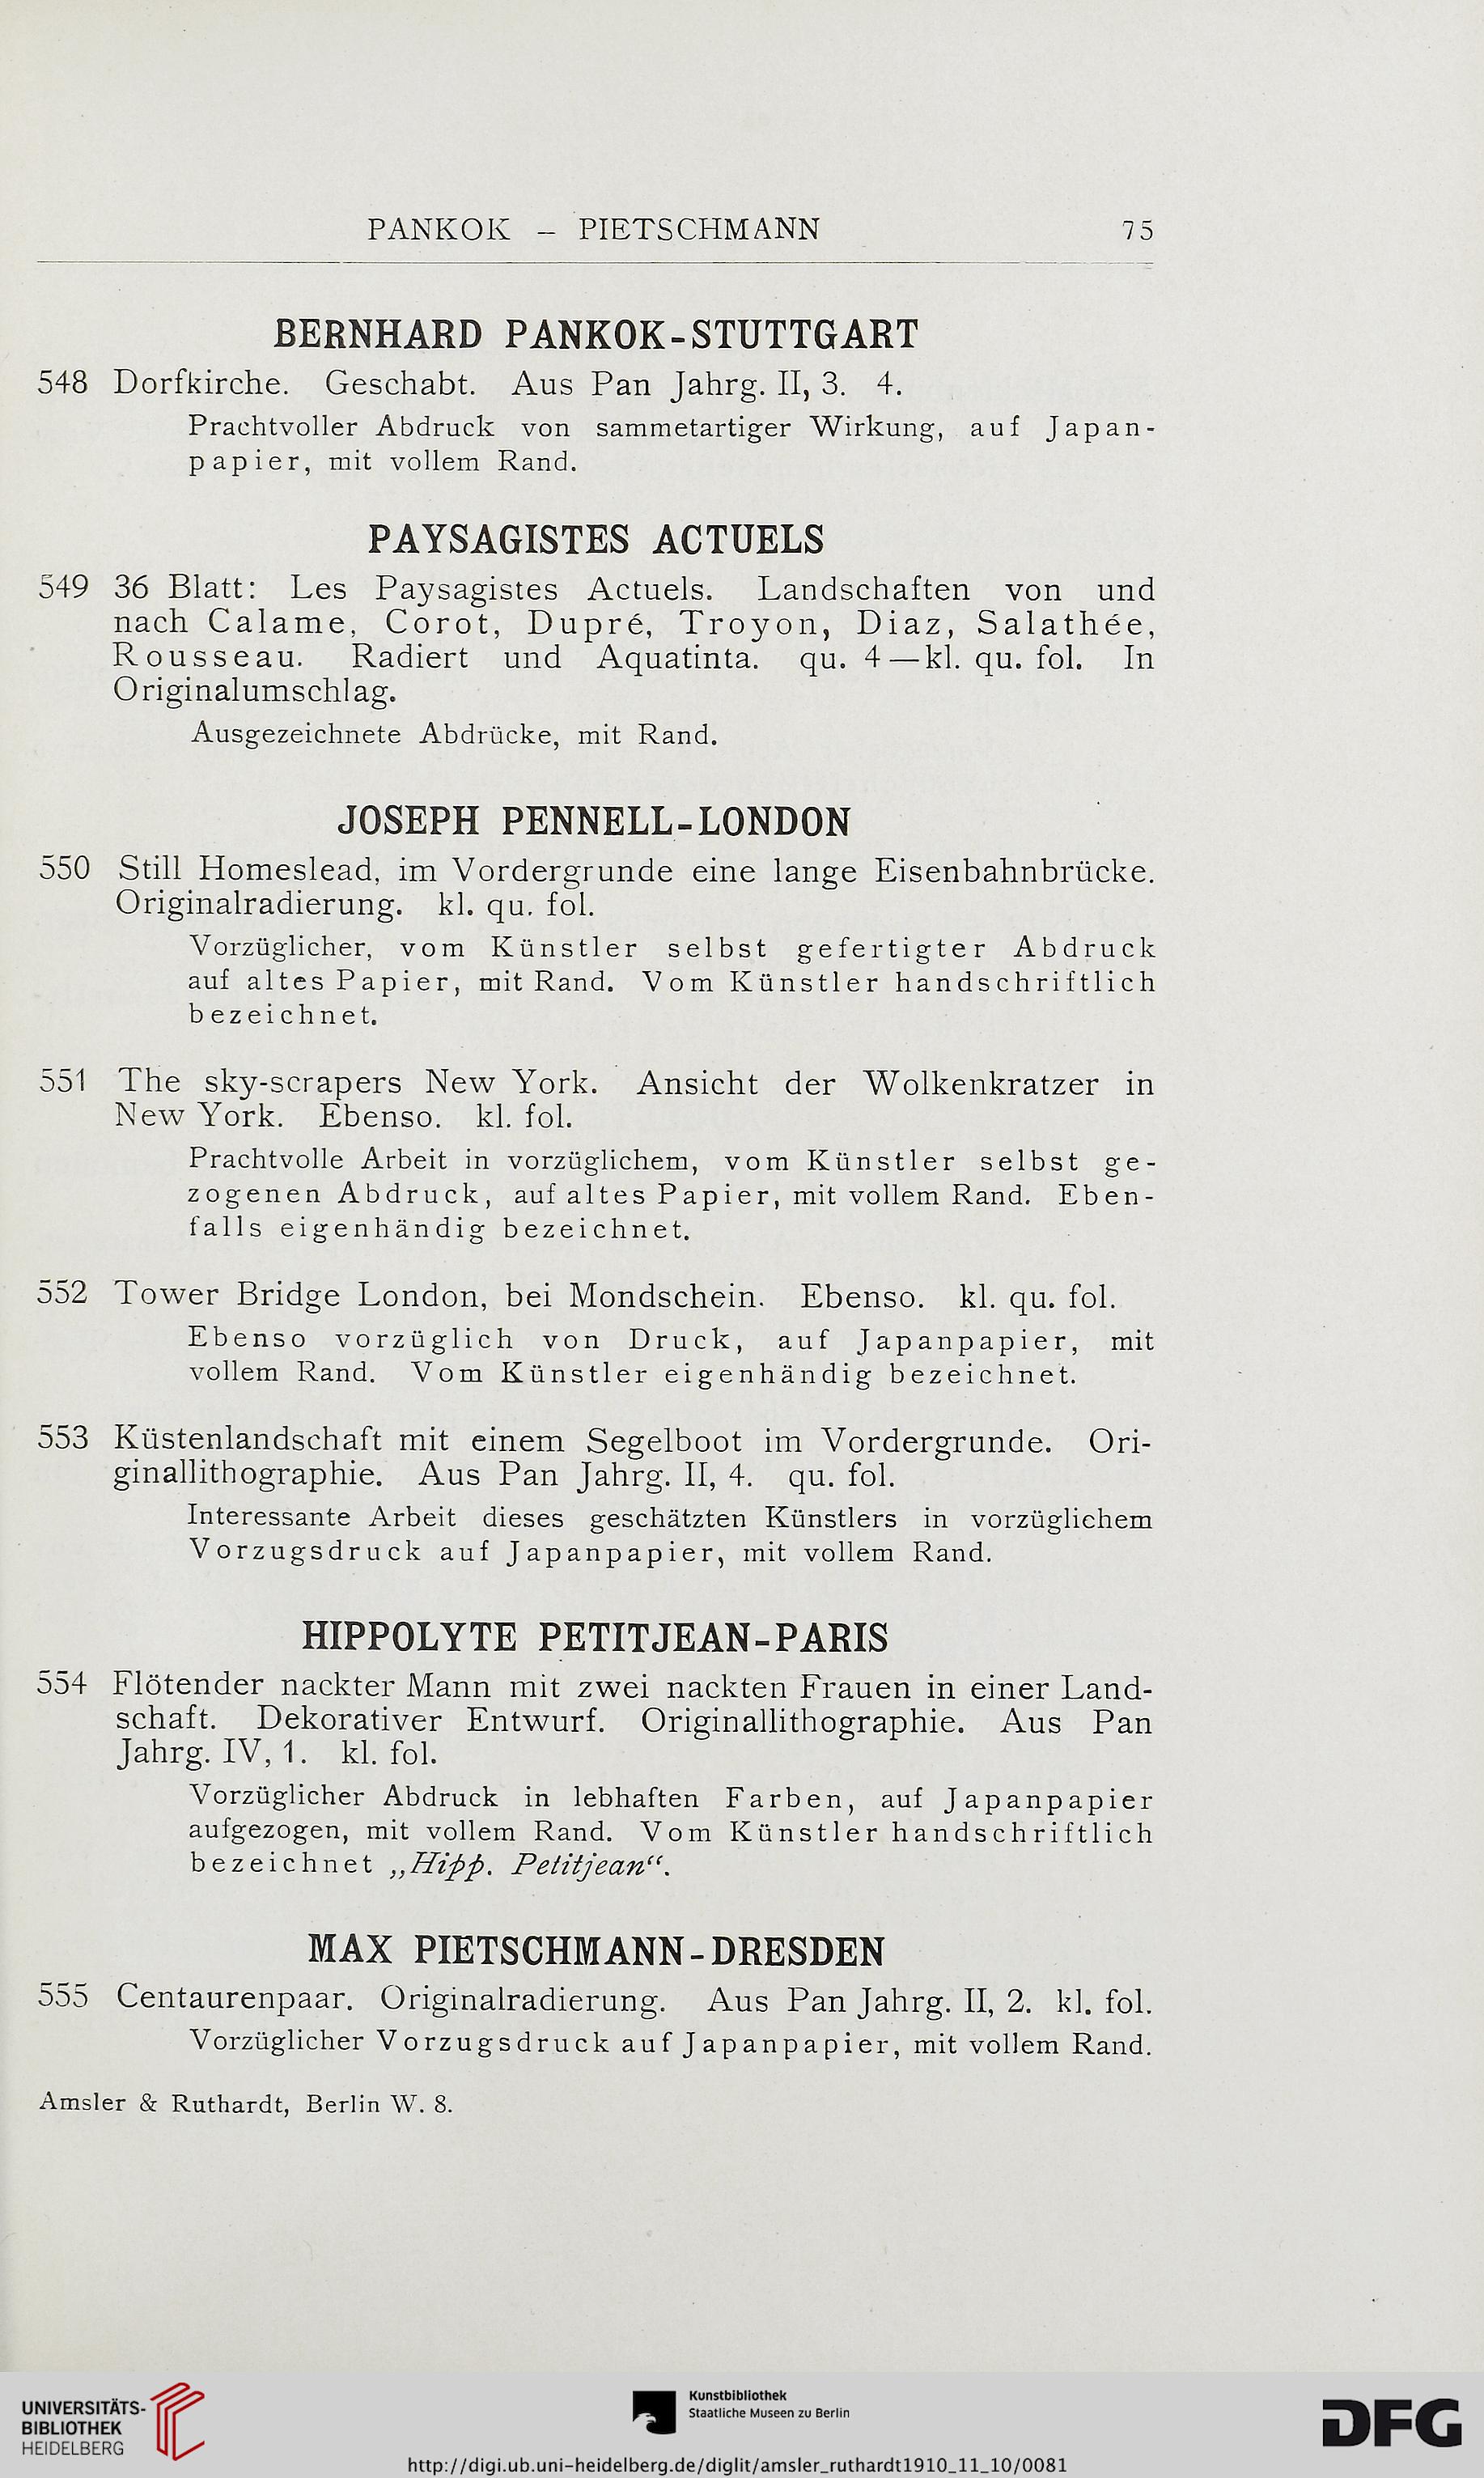 PANKOK – PIETSCHMANN 75
BERNHARD PANKOK-STUTTGART
548 Dorfkirche. Geschabt. Aus Pan Jahrg. II, 3. 4.
Prachtvoller Abdruck von sammetartiger Wirkung, auf Japan-
papier, mit vollem Rand.
PAYSAGISTES ACTUELS
549 36 Blatt: Les Paysagistes Actuels. Landschaften von und
nach Calame, Corot, Dupré, Troyon, Diaz, Salathée,
Rousseau. Radiert und Aquatinta. qu. 4—kl. qu. fol. In
Originalumschlag.
Ausgezeichnete Abdrücke, mit Rand.
JOSEPH PENNELL-LONDON
550 Still Homeslead, im Vordergrunde eine lange Eisenbahnbrücke.
Originalradierung. kl. qu. fol.
Vorzüglicher, vom Künstler selbst gefertigter Abdruck
auf altes Papier, mit Rand. Vom Künstler handschriftlich
bezeichnet.
551 The sky-scrapers New York. Ansicht der Wolkenkratzer in
New York. Ebenso. kl. fol.
Prachtvolle Arbeit in vorzüglichem, vom Künstler selbst ge-
zogenen Abdruck, auf altes Papier, mit vollem Rand. Eben-
falls eigenhändig bezeichnet.
552 Tower Bridge London, bei Mondschein. Ebenso. kl. qu. fol.
Ebenso vorzüglich von Druck, auf Japanpapier, mit
vollem Rand. Vom Künstler eigenhändig bezeichnet.
553 Küstenlandschaft mit einem Segelboot im Vordergrunde. Ori-
ginallithographie. Aus Pan Jahrg. II, 4. qu. fol.
Interessante Arbeit dieses geschätzten Künstlers in vorzüglichem
Vorzugsdruck auf Japanpapier, mit vollem Rand.
HIPPOLYTE PETITJEAN-PARIS
554 Flötender nackter Mann mit zwei nackten Frauen in einer Land-
schaft. Dekorativer Entwurf. Originallithographie. Aus Pan
Jahrg. IV, 1. kl. fol.
Vorzüglicher Abdruck in lebhaften Farben, auf Japanpapier
aufgezogen, mit vollem Rand. Vom Künstler handschriftlich
bezeichnet „Hipp. Petitjean“.
MAX PIETSCHMANN-DRESDEN
555 Centaurenpaar. Originalradierung. Aus Pan Jahrg. II, 2. kl. fol.
Vorzüglicher Vorzugsdruck auf Japanpapier, mit vollem Rand.
Amsler & Ruthardt, Berlin W. 8.
UNIVERSITÄTS-
BIBLIOTHEK
HEIDELBERG
Kunstbibliothek
Staatliche Museen zu Berlin
http://digi.ub.uni-heidelberg.de/diglit/amsler_ruthardt1910_11_10/0081
DFG